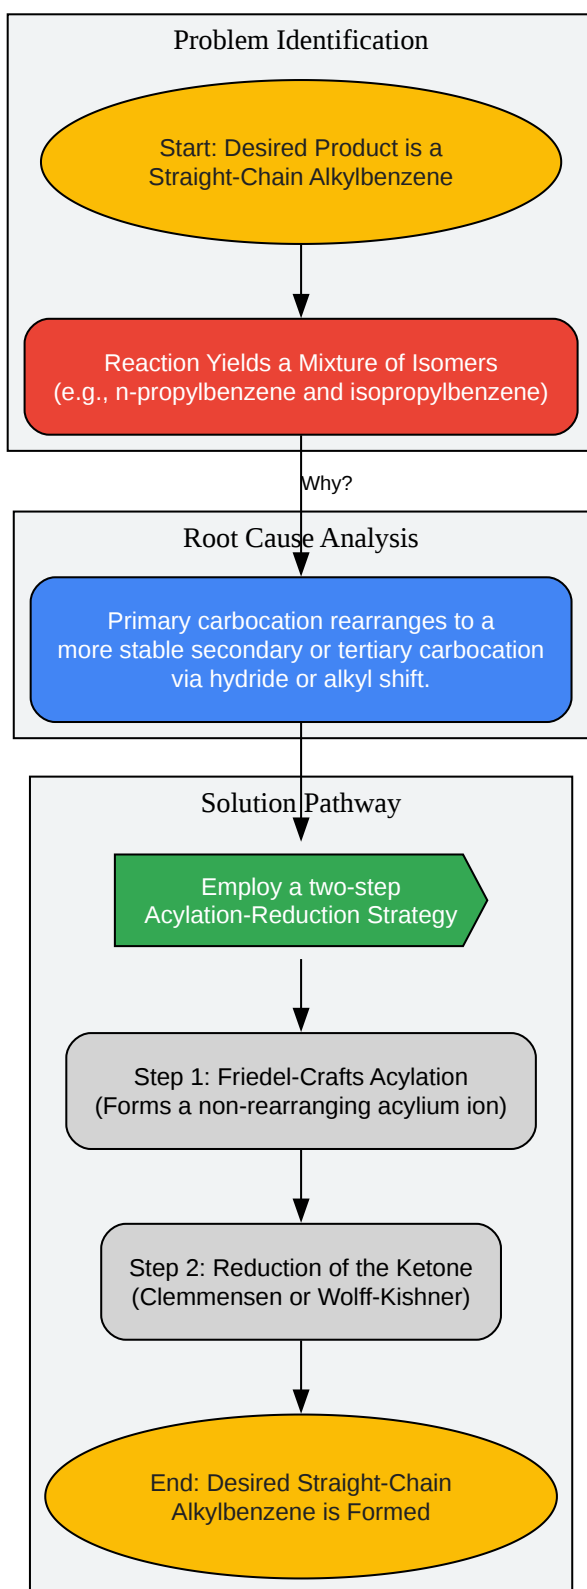 Problem Identification
Start: Desired Product is a
Straight-Chain Alkylbenzene
Reaction Yields a Mixture of Isomers
(e.g., n-propylbenzene and isopropylbenzene)
Why?
Root Cause Analysis
Primary carbocation rearranges to a
more stable secondary or tertiary carbocation
via hydride or alkyl shift.
Solution Pathway
Employ a two-step
Acylation-Reduction Strategy
Step 1: Friedel-Crafts Acylation
(Forms a non-rearranging acylium ion)
Step 2: Reduction of the Ketone
(Clemmensen or Wolff-Kishner)
End: Desired Straight-Chain
Alkylbenzene is Formed